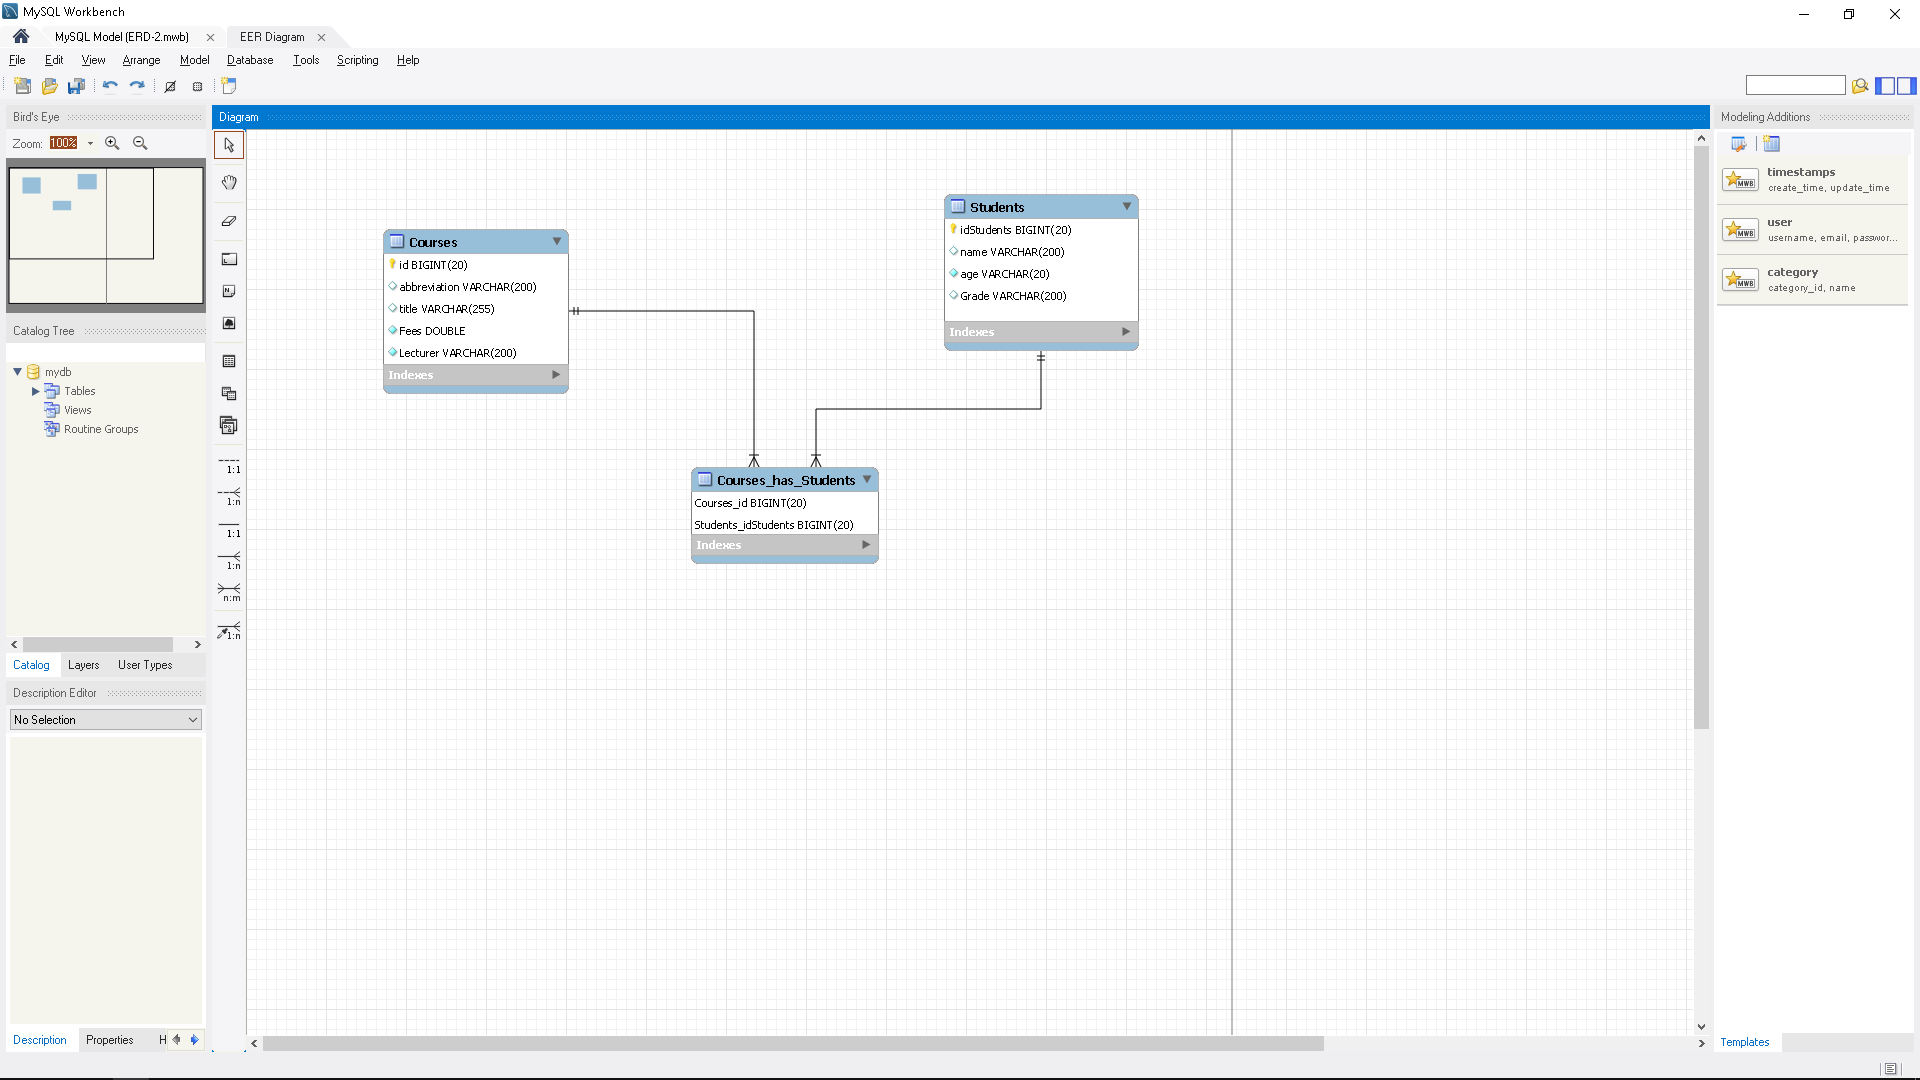 MySQL Workbench
MySQL Model (ERD-2.mwb)
EER Diagram
File Edit View Arrange Model Database Tools Scripting Help
Bird's Eye
Zoom: 100%
Catalog Tree
mydb
Tables
Views
Routine Groups
Catalog Layers User Types
Description Editor
No Selection
Description Properties H
Diagram
1:1
1:n
1:1
1:n
n:m
1:n
Courses
id BIGINT(20)
abbreviation VARCHAR(200)
title VARCHAR(255)
Fees DOUBLE
Lecturer VARCHAR(200)
Indexes
Students
idStudents BIGINT(20)
name VARCHAR(200)
age VARCHAR(20)
Grade VARCHAR(200)
Indexes
Courses_has_Students
Courses_id BIGINT(20)
Students_idStudents BIGINT(20)
Indexes
Modeling Additions
MWB
timestamps
create_time, update_time
MWB
user
username, email, passwor...
MWB
category
category_id, name
Templates